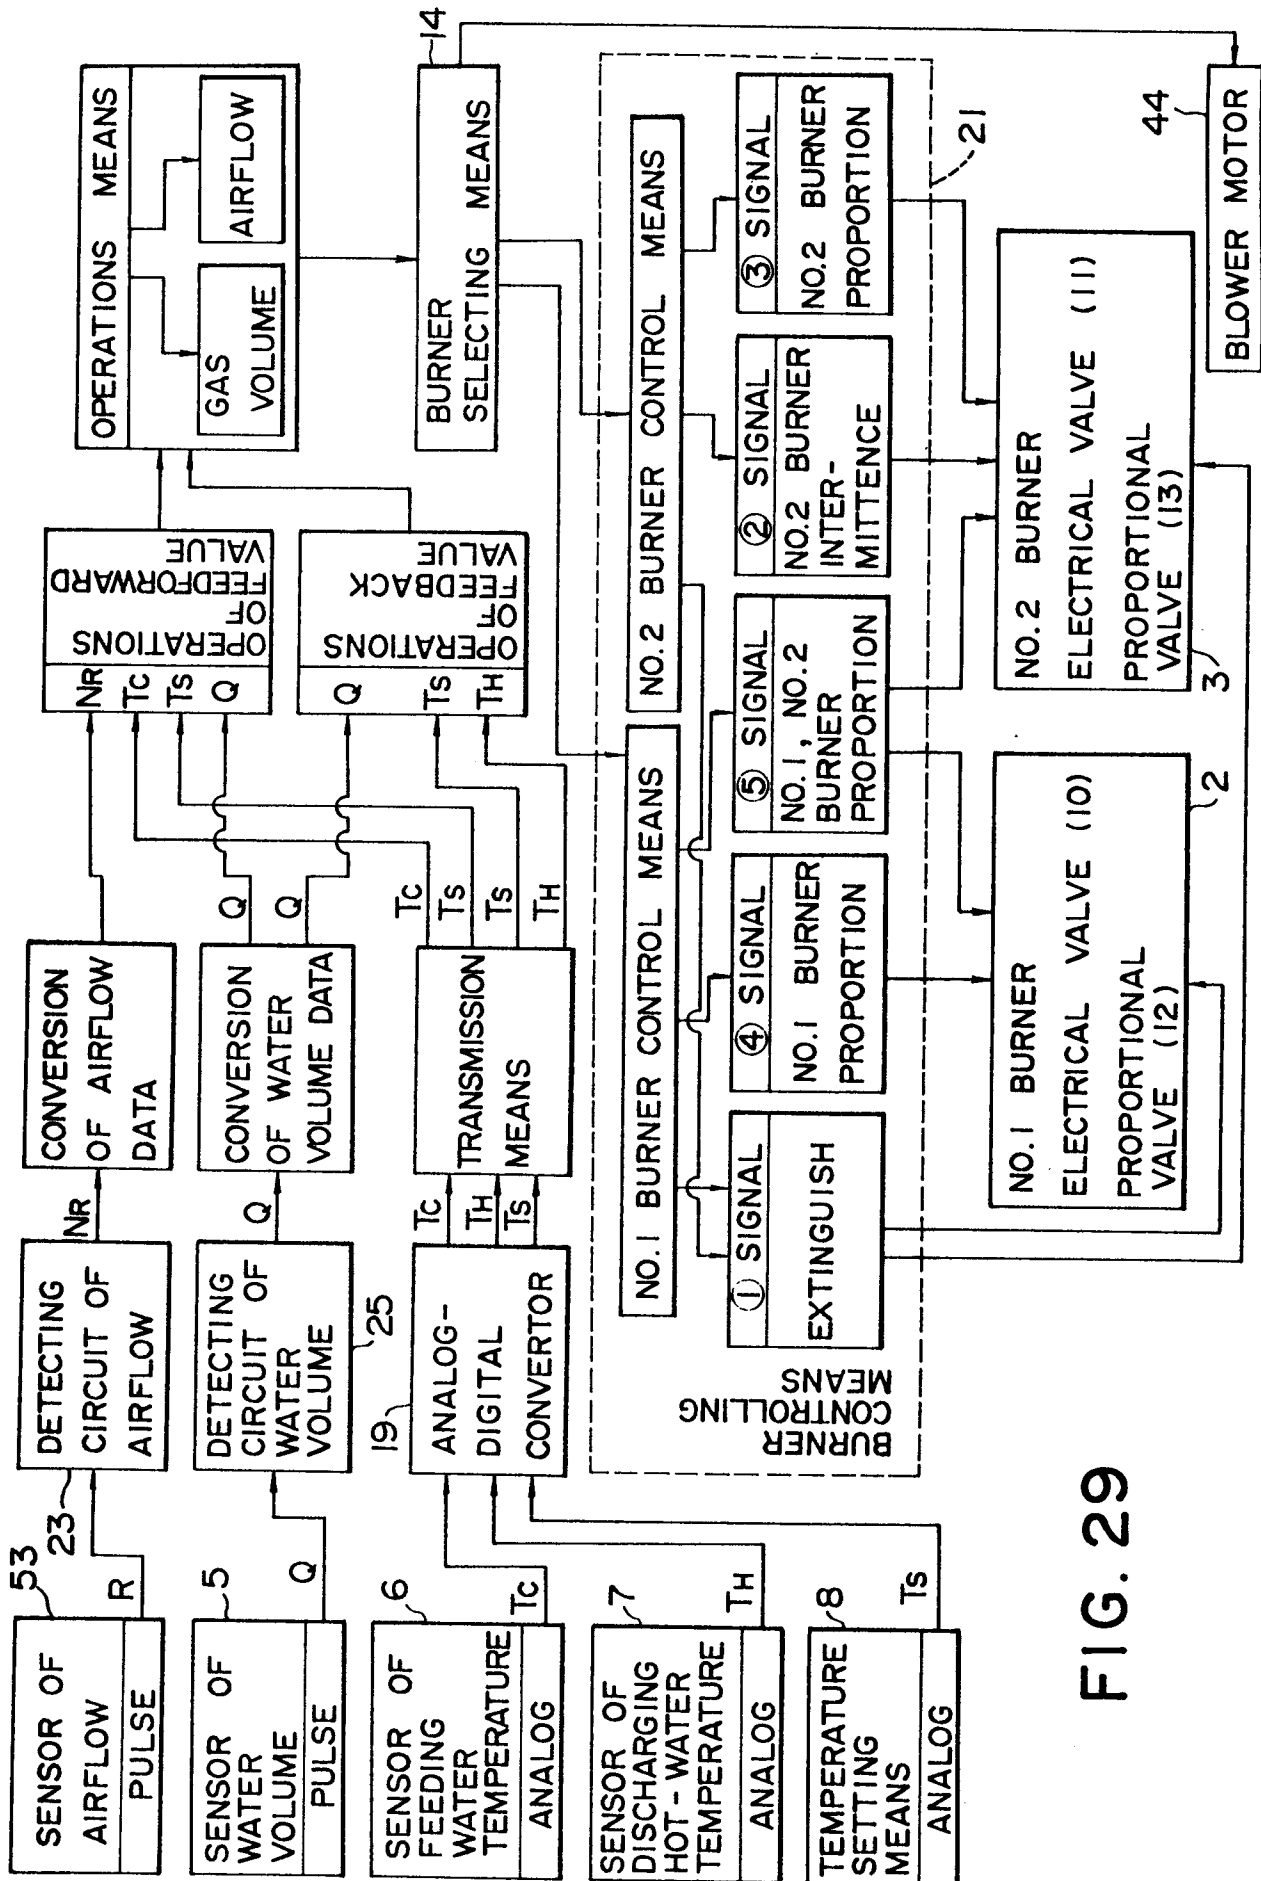 SENSOR OF
AIRFLOW
PULSE
53
R
23
DETECTING
CIRCUIT OF
AIRFLOW
NR
CONVERSION
OF AIRFLOW
DATA
SENSOR OF
WATER
VOLUME
PULSE
5
Q
DETECTING
CIRCUIT OF
WATER
VOLUME
25
Q
CONVERSION
OF WATER
VOLUME DATA
Q
Q
SENSOR OF
FEEDING
WATER
TEMPERATURE
ANALOG
6
TC
SENSOR OF
DISCHARGING
HOT-WATER
TEMPERATURE
ANALOG
7
TH
TEMPERATURE
SETTING
MEANS
ANALOG
8
TS
19
ANALOG-
DIGITAL
CONVERTOR
TC
TH
TS
TRANSMISSION
MEANS
TC
TS
TS
TH
NR
TC
TS
Q
OPERATIONS
OF
FEEDFORWARD
VALUE
Q
TS
TH
OPERATIONS
OF
FEEDBACK
VALUE
OPERATIONS MEANS
GAS
VOLUME
AIRFLOW
BURNER
SELECTING MEANS
14
BURNER
CONTROLLING
MEANS
NO.1 BURNER CONTROL MEANS
NO.2 BURNER CONTROL MEANS
① SIGNAL
EXTINGUISH
④ SIGNAL
NO.1 BURNER
PROPORTION
⑤ SIGNAL
NO.1, NO.2
BURNER
PROPORTION
② SIGNAL
NO.2 BURNER
INTER-
MITTENCE
③ SIGNAL
NO.2 BURNER
PROPORTION
21
NO.1 BURNER
ELECTRICAL VALVE (10)
PROPORTIONAL
VALVE (12)
2
NO.2 BURNER
ELECTRICAL VALVE (11)
PROPORTIONAL
VALVE (13)
3
44
BLOWER MOTOR
FIG. 29